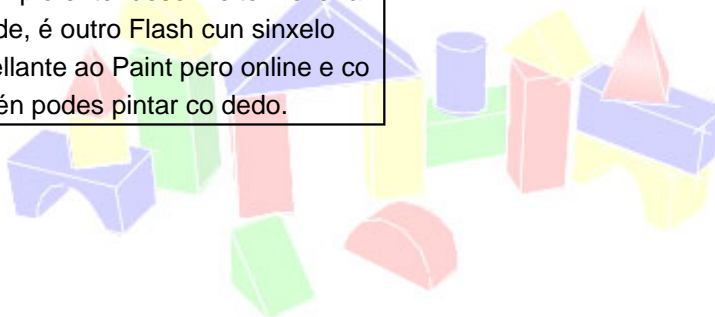 de, é outro Flash cun sinxelo
ellante ao Paint pero online e co
én podes pintar co dedo.